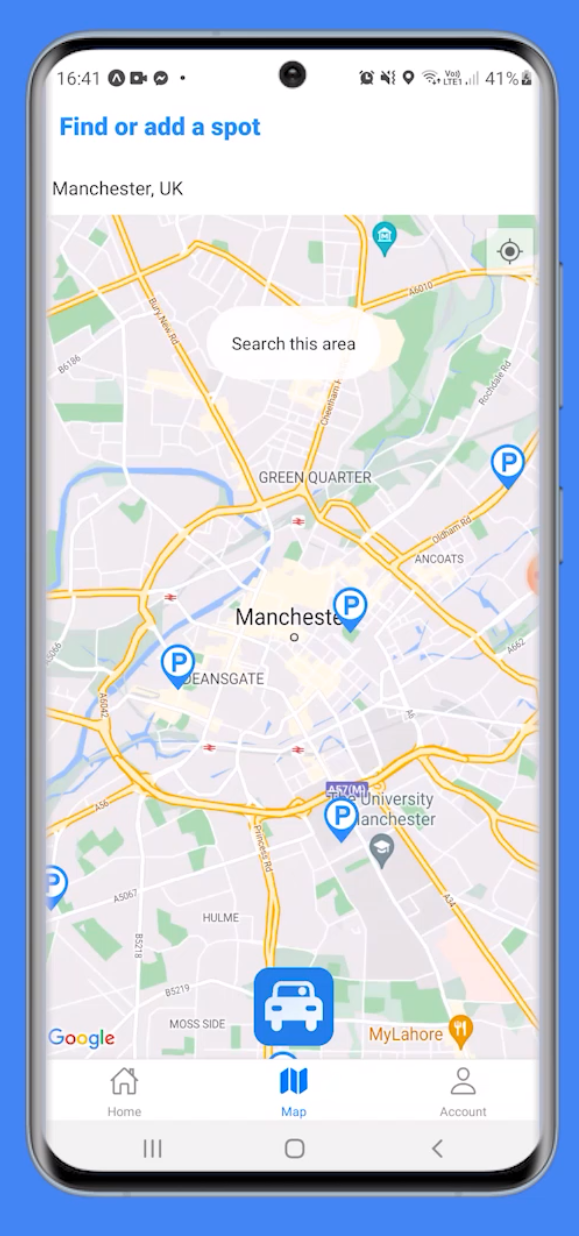 16:41
Vo))
LTE1
41%
Find or add a spot
Manchester, UK
A6010
Bury New Rd
Search this area
B6186
Rochdale Rd
Cheetham
GREEN QUARTER
P
Oldham Rd
ANCOATS
P
Mancheste
A662
P
DEANSGATE
A6042
A6
A57(M)
University
P
anchester
A56
Princess Rd
P
A5067
A34
HULME
B5218
B5219
MOSS SIDE
MyLahore
Google
Home
Map
Account